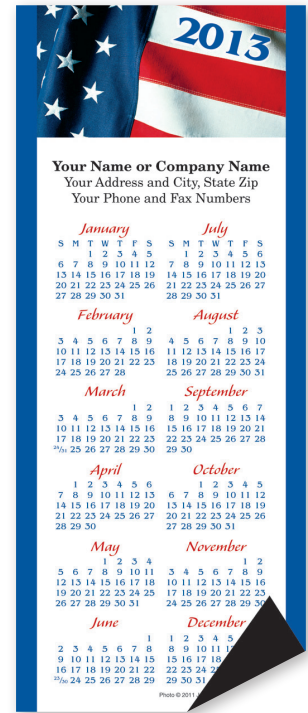 2013
Your Name or Company Name
Your Address and City, State Zip
Your Phone and Fax Numbers
January
S M T W T F S
1 2 3 4 5
6 7 8 9 10 11 12
13 14 15 16 17 18 19
20 21 22 23 24 25 26
27 28 29 30 31
February
1 2
3 4 5 6 7 8 9
10 11 12 13 14 15 16
17 18 19 20 21 22 23
24 25 26 27 28
March
1 2
3 4 5 6 7 8 9
10 11 12 13 14 15 16
17 18 19 20 21 22 23
24/31 25 26 27 28 29 30
April
1 2 3 4 5 6
7 8 9 10 11 12 13
14 15 16 17 18 19 20
21 22 23 24 25 26 27
28 29 30
May
1 2 3 4
5 6 7 8 9 10 11
12 13 14 15 16 17 18
19 20 21 22 23 24 25
26 27 28 29 30 31
June
1
2 3 4 5 6 7 8
9 10 11 12 13 14 15
16 17 18 19 20 21 22
23/30 24 25 26 27 28 29
July
S M T W T F S
1 2 3 4 5 6
7 8 9 10 11 12 13
14 15 16 17 18 19 20
21 22 23 24 25 26 27
28 29 30 31
August
1 2 3
4 5 6 7 8 9 10
11 12 13 14 15 16 17
18 19 20 21 22 23 24
25 26 27 28 29 30 31
September
1 2 3 4 5 6 7
8 9 10 11 12 13 14
15 16 17 18 19 20 21
22 23 24 25 26 27 28
29 30
October
1 2 3 4 5
6 7 8 9 10 11 12
13 14 15 16 17 18 19
20 21 22 23 24 25 26
27 28 29 30 31
November
1 2
3 4 5 6 7 8 9
10 11 12 13 14 15 16
17 18 19 20 21 22 23
24 25 26 27 28 29
December
1 2 3 4
8 9 10 11
15 16 17
22 23
Photo © 2011